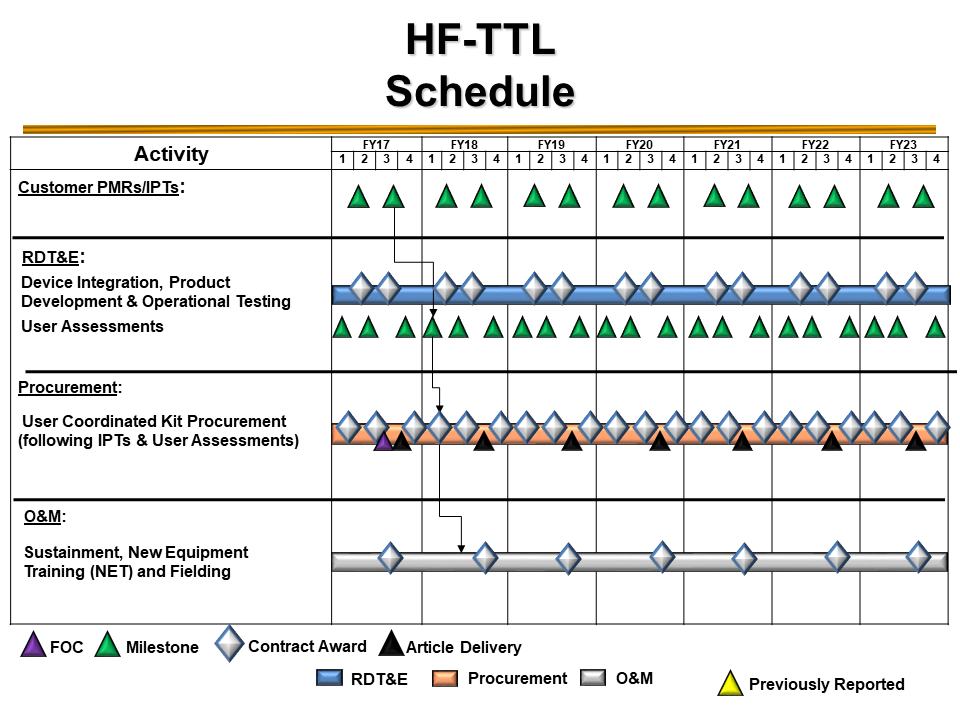 HF-TTL
Schedule
Activity
FY17 FY18 FY19 FY20 FY21 FY22 FY23
1 2 3 4 1 2 3 4 1 2 3 4 1 2 3 4 1 2 3 4 1 2 3 4 1 2 3 4
Customer PMRs/IPTs:
RDT&E:
Device Integration, Product
Development & Operational Testing
User Assessments
Procurement:
User Coordinated Kit Procurement
(following IPTs & User Assessments)
O&M:
Sustainment, New Equipment
Training (NET) and Fielding
FOC Milestone Contract Award Article Delivery
RDT&E Procurement O&M Previously Reported